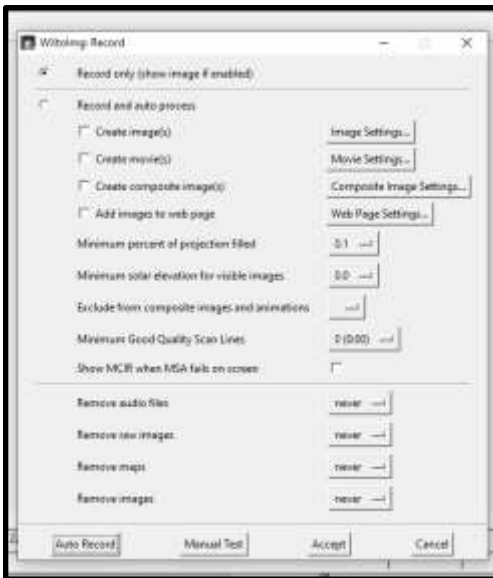 WXtoImg: Record
Record only (show image if enabled)
Record and auto process
Create image(s) Image Settings...
Create movie(s) Movie Settings...
Create composite image(s) Composite Image Settings...
Add images to web page Web Page Settings...
Minimum percent of projection filled 0.1
Minimum solar elevation for visible images 0.0
Exclude from composite images and animations
Minimum Good Quality Scan Lines 0 (0:00)
Show MCIR when MSA fails on screen
Remove audio files never
Remove raw images never
Remove maps never
Remove images never
Auto Record Manual Test Accept Cancel